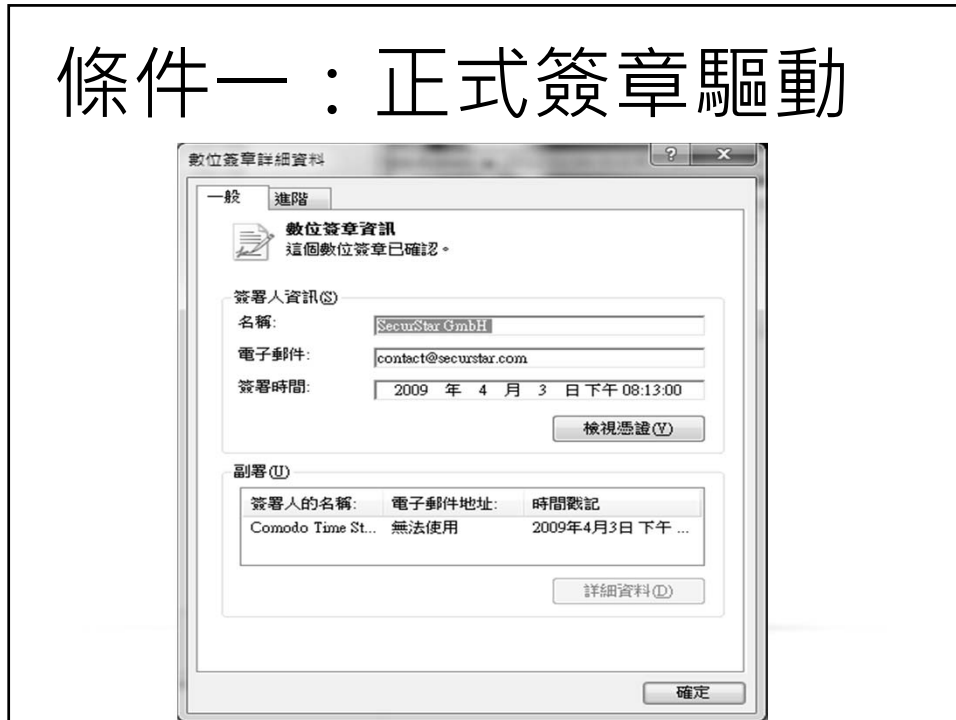 條件一：正式簽章驅動
數位簽章詳細資料
一般 進階
數位簽章資訊
這個數位簽章已確認。
簽署人資訊(S)
名稱: SecurStar GmbH
電子郵件: contact@securstar.com
簽署時間: 2009 年 4 月 3 日 下午 08:13:00
檢視憑證(V)
副署(U)
簽署人的名稱: 電子郵件地址: 時間戳記
Comodo Time St... 無法使用 2009年4月3日 下午 ...
詳細資料(D)
確定